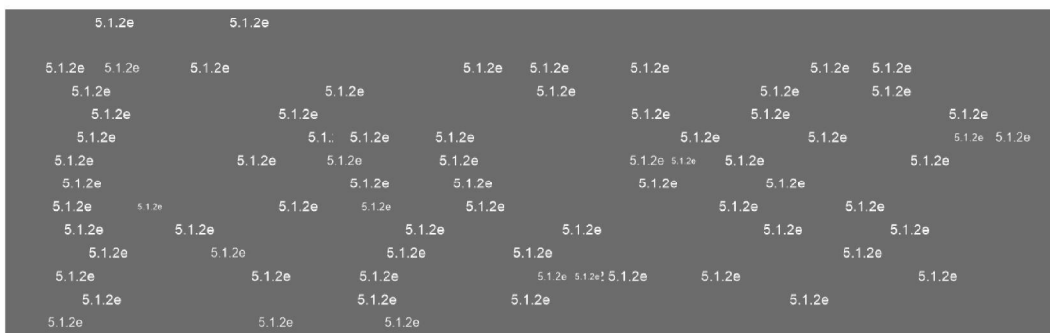 5.1.2e 5.1.2e
5.1.2e 5.1.2e 5.1.2e 5.1.2e 5.1.2e 5.1.2e 5.1.2e 5.1.2e
5.1.2e 5.1.2e 5.1.2e 5.1.2e 5.1.2e
5.1.2e 5.1.2e 5.1.2e 5.1.2e 5.1.2e
5.1.2e 5.1.: 5.1.2e 5.1.2e 5.1.2e 5.1.2e 5.1.2e 5.1.2e
5.1.2e 5.1.2e 5.1.2e 5.1.2e 5.1.2e 5.1.2e 5.1.2e 5.1.2e
5.1.2e 5.1.2e 5.1.2e 5.1.2e 5.1.2e
5.1.2e 5.1.2e 5.1.2e 5.1.2e 5.1.2e 5.1.2e 5.1.2e
5.1.2e 5.1.2e 5.1.2e 5.1.2e 5.1.2e 5.1.2e
5.1.2e 5.1.2e 5.1.2e 5.1.2e 5.1.2e
5.1.2e 5.1.2e 5.1.2e 5.1.2e 5.1.2e 5.1.2e 5.1.2e 5.1.2e
5.1.2e 5.1.2e 5.1.2e 5.1.2e
5.1.2e 5.1.2e 5.1.2e